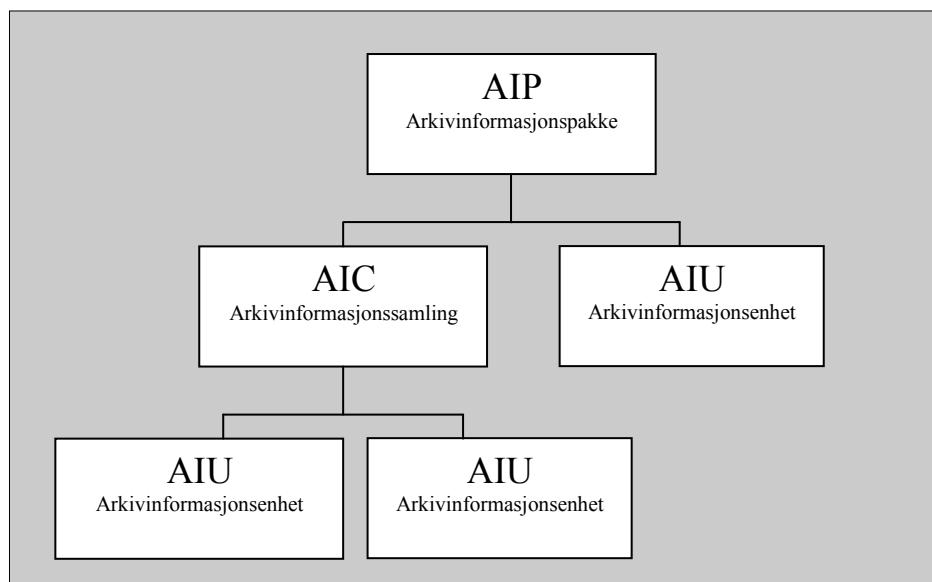 AIP
Arkivinformasjonspakke
AIC
Arkivinformasjonssamling
AIU
Arkivinformasjonsenhet
AIU
Arkivinformasjonsenhet
AIU
Arkivinformasjonsenhet